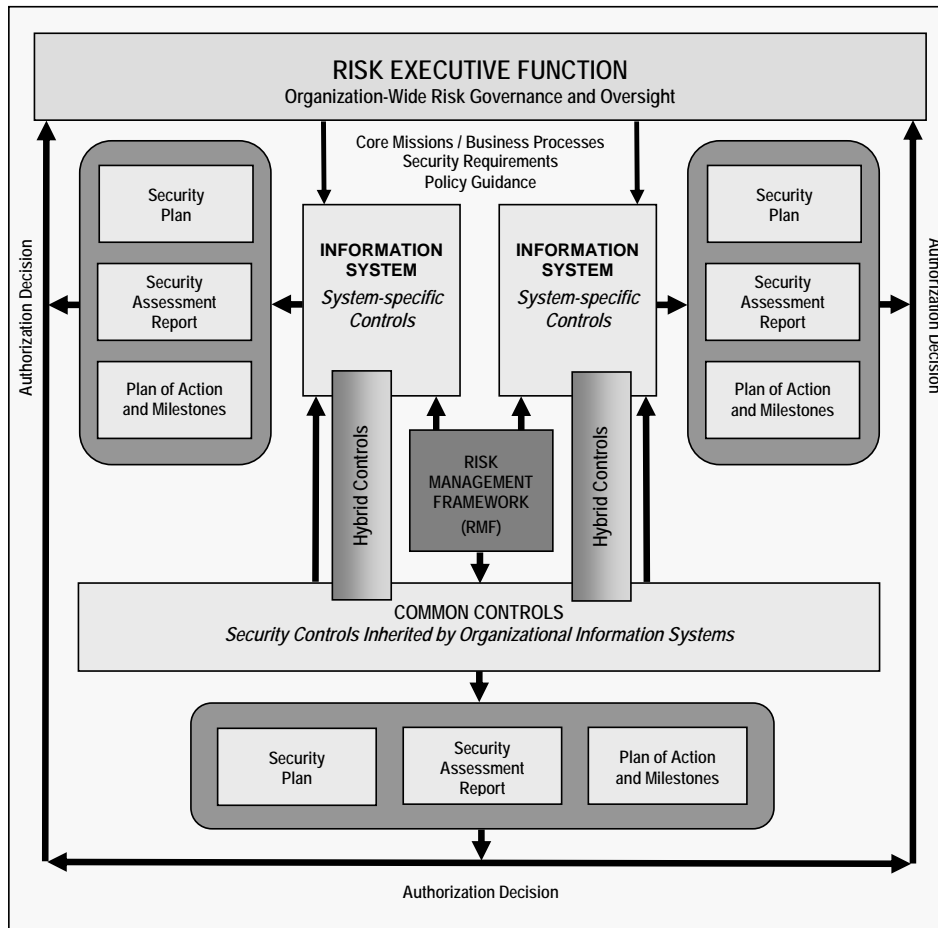 RISK EXECUTIVE FUNCTION
Organization-Wide Risk Governance and Oversight
Core Missions / Business Processes
Security Requirements
Policy Guidance
Authorization Decision
Security
Plan
Security
Assessment
Report
Plan of Action
and Milestones
INFORMATION
SYSTEM
System-specific
Controls
INFORMATION
SYSTEM
System-specific
Controls
Security
Plan
Security
Assessment
Report
Plan of Action
and Milestones
Authorization Decision
Hybrid Controls
RISK
MANAGEMENT
FRAMEWORK
(RMF)
Hybrid Controls
COMMON CONTROLS
Security Controls Inherited by Organizational Information Systems
Security
Plan
Security
Assessment
Report
Plan of Action
and Milestones
Authorization Decision